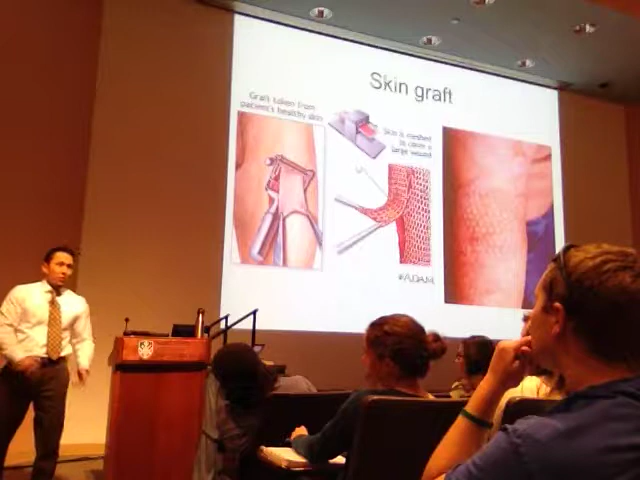 Skin graft
Graft taken from
patient's healthy skin
Skin is meshed
to cover a
large wound
ADAM